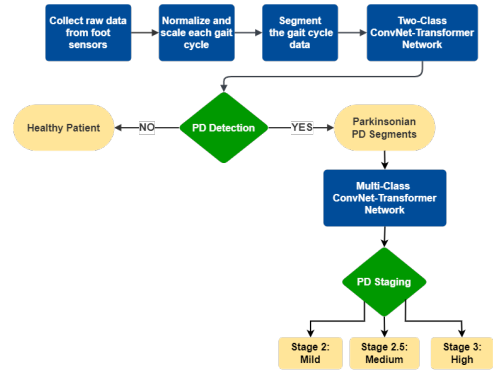 Collect raw data
from foot
sensors
Normalize and
scale each gait
cycle
Segment
the gait cycle
data
Two-Class
ConvNet-Transformer
Network
Healthy Patient
NO
PD Detection
YES
Parkinsonian
PD Segments
Multi-Class
ConvNet-Transformer
Network
PD Staging
Stage 2:
Mild
Stage 2.5:
Medium
Stage 3:
High